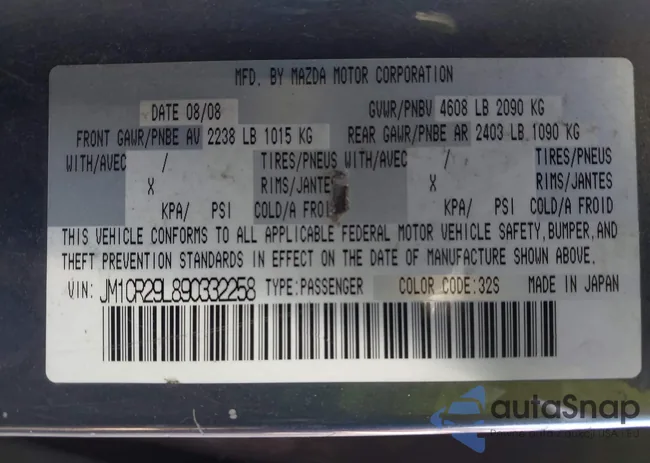 MFD. BY MAZDA MOTOR CORPORATION
DATE 08/08 GVWR/PNBV 4608 LB 2090 KG
FRONT GAWR/PNBE AV 2238 LB 1015 KG REAR GAWR/PNBE AR 2403 LB 1090 KG
WITH/AVEC / TIRES/PNEUS WITH/AVEC / TIRES/PNEUS
X RIMS/JANTES X RIMS/JANTES
KPA/ PSI COLD/A FROID KPA/ PSI COLD/A FROID
THIS VEHICLE CONFORMS TO ALL APPLICABLE FEDERAL MOTOR VEHICLE SAFETY,BUMPER,AND
THEFT PREVENTION STANDARDS IN EFFECT ON THE DATE OF MANUFACTURE SHOWN ABOVE.
VIN: JM1CR29L890332258 TYPE:PASSENGER COLOR CODE:32S MADE IN JAPAN
autaSnap